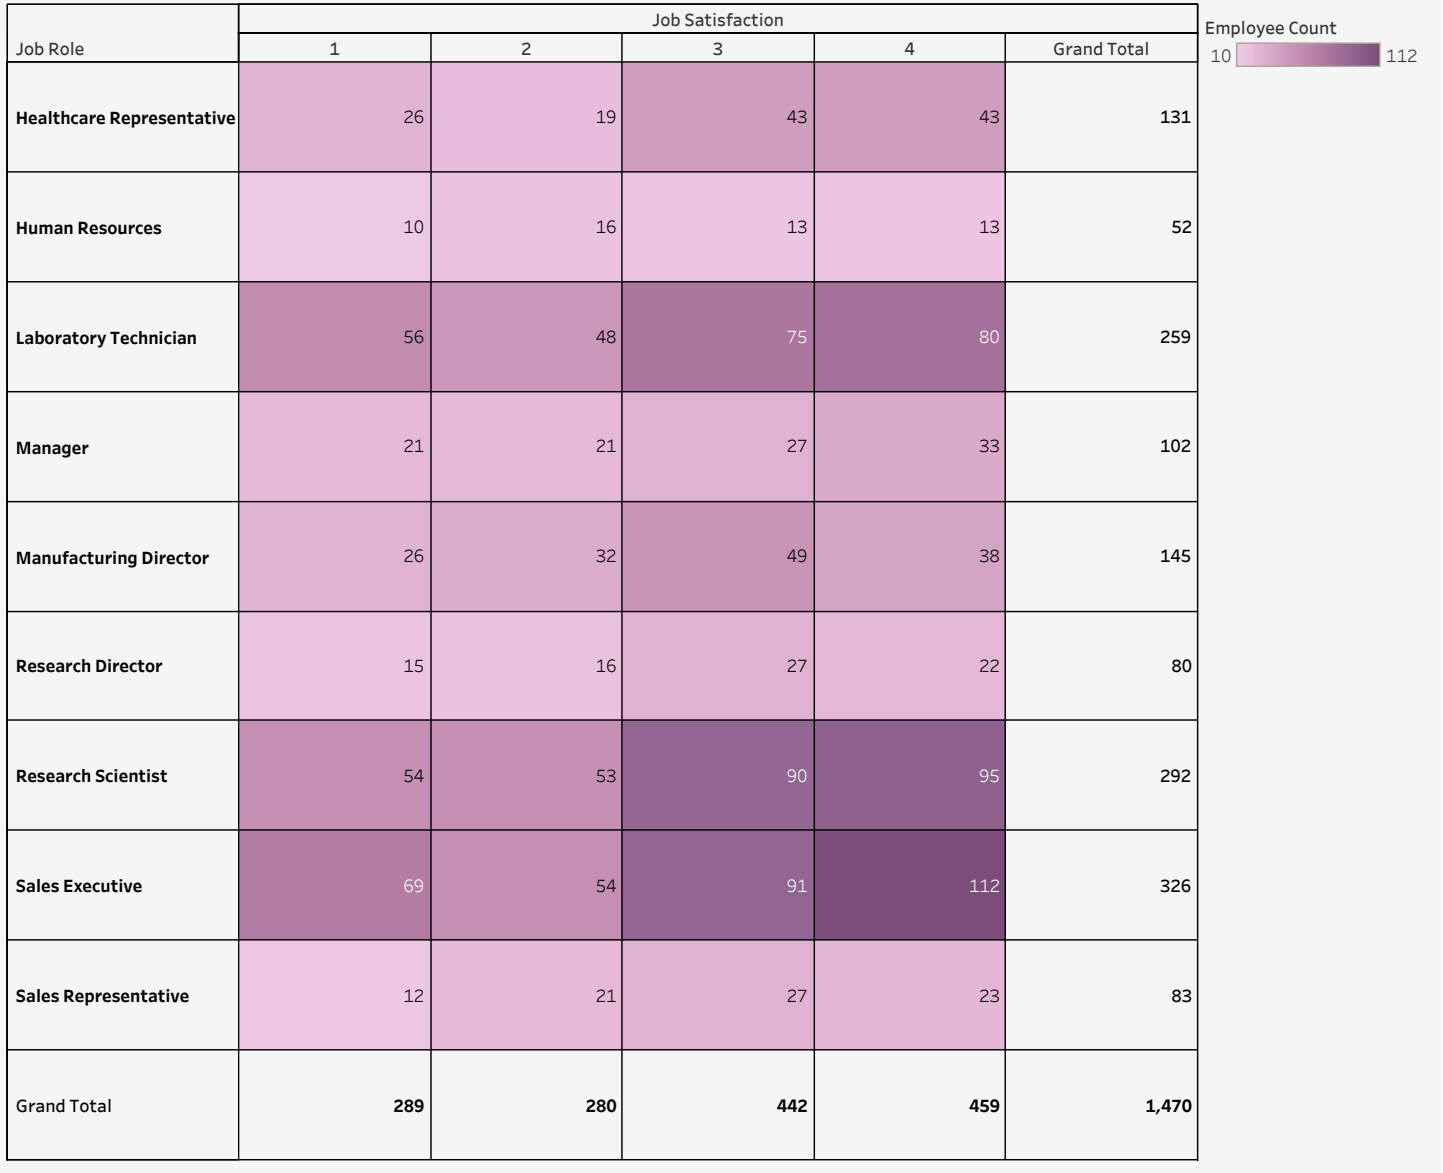 Job Satisfaction
Employee Count
Job Role 1 2 3 4 Grand Total
10 112
Healthcare Representative 26 19 43 43 131
Human Resources 10 16 13 13 52
Laboratory Technician 56 48 75 80 259
Manager 21 21 27 33 102
Manufacturing Director 26 32 49 38 145
Research Director 15 16 27 22 80
Research Scientist 54 53 90 95 292
Sales Executive 69 54 91 112 326
Sales Representative 12 21 27 23 83
Grand Total 289 280 442 459 1,470